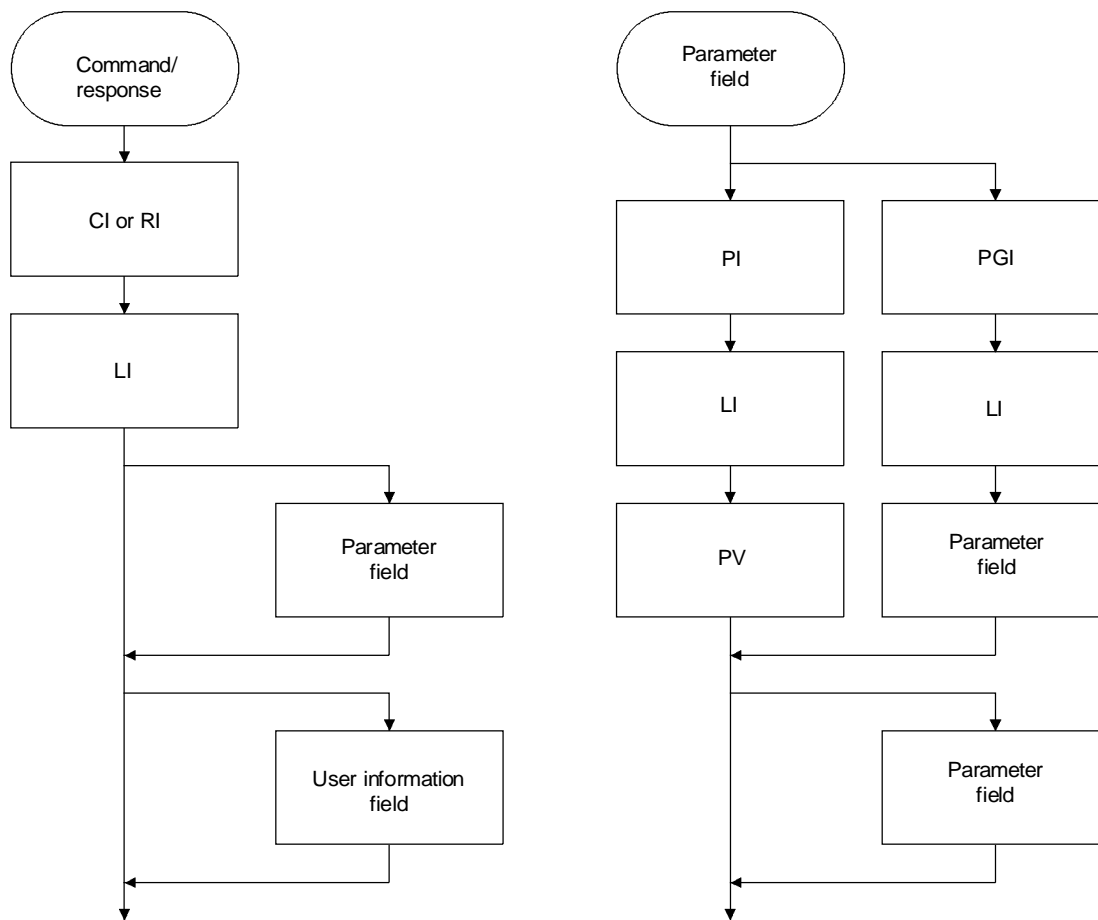 Command/
response
CI or RI
LI
Parameter
field
User information
field
Parameter
field
PI
PGI
LI
LI
PV
Parameter
field
Parameter
field